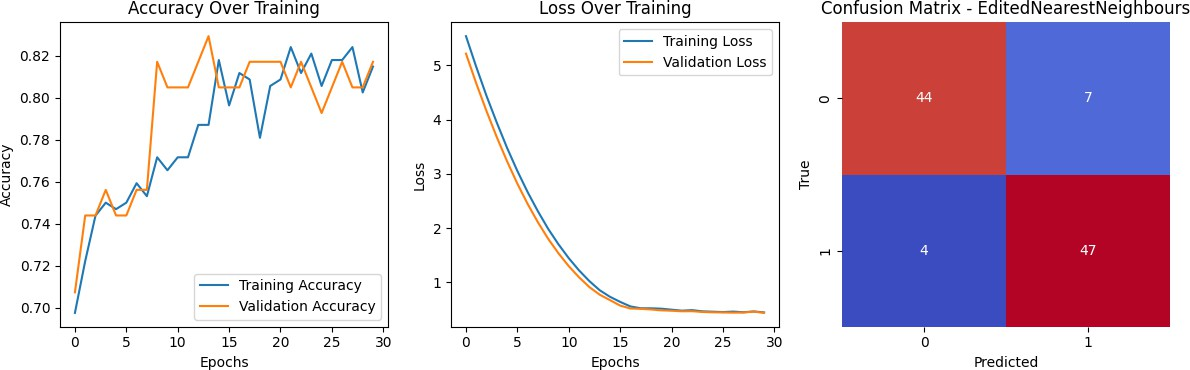 Accuracy Over Training
Accuracy
0.82
0.80
0.78
0.76
0.74
0.72
0.70
Training Accuracy
Validation Accuracy
0 5 10 15 20 25 30
Epochs
Loss Over Training
Loss
5
4
3
2
1
Training Loss
Validation Loss
0 5 10 15 20 25 30
Epochs
Confusion Matrix - EditedNearestNeighbours
True
0
1
44 7
4 47
0 1
Predicted